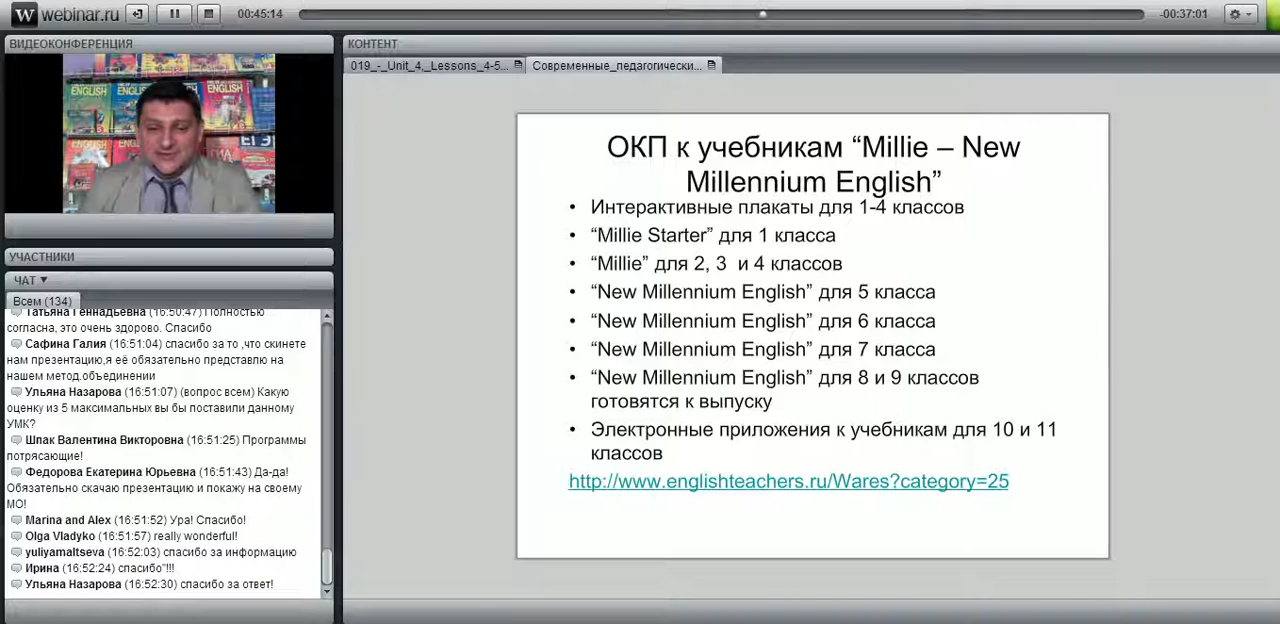 webinar.ru
00:45:14
-00:37:01
ВИДЕОКОНФЕРЕНЦИЯ
ENGLISH
ENGLISH
ENGLISH
ENGLISH
ЕГЭ
ГИА
УЧАСТНИКИ
ЧАТ
Всем (134)
Татьяна Геннадьевна (16:50:47) Полностью
согласна, это очень здорово. Спасибо
Сафина Галия (16:51:04) спасибо за то ,что скинете
нам презентацию,я её обязательно представлю на
нашем метод.объединении
Ульяна Назарова (16:51:07) (вопрос всем) Какую
оценку из 5 максимальных вы бы поставили данному
УМК?
Шпак Валентина Викторовна (16:51:25) Программы
потрясающие!
Федорова Екатерина Юрьевна (16:51:43) Да-да!
Обязательно скачаю презентацию и покажу на своему
МО!
Marina and Alex (16:51:52) Ура! Спасибо!
Olga Vladyko (16:51:57) really wonderful!
yuliyamaltseva (16:52:03) спасибо за информацию
Ирина (16:52:24) спасибо"!!!
Ульяна Назарова (16:52:30) спасибо за ответ!
КОНТЕНТ
019_-_Unit_4,_Lessons_4-5...
Современные_педагогически...
ОКП к учебникам “Millie – New
Millennium English”
• Интерактивные плакаты для 1-4 классов
• “Millie Starter” для 1 класса
• “Millie” для 2, 3 и 4 классов
• “New Millennium English” для 5 класса
• “New Millennium English” для 6 класса
• “New Millennium English” для 7 класса
• “New Millennium English” для 8 и 9 классов
готовятся к выпуску
• Электронные приложения к учебникам для 10 и 11
классов
http://www.englishteachers.ru/Wares?category=25